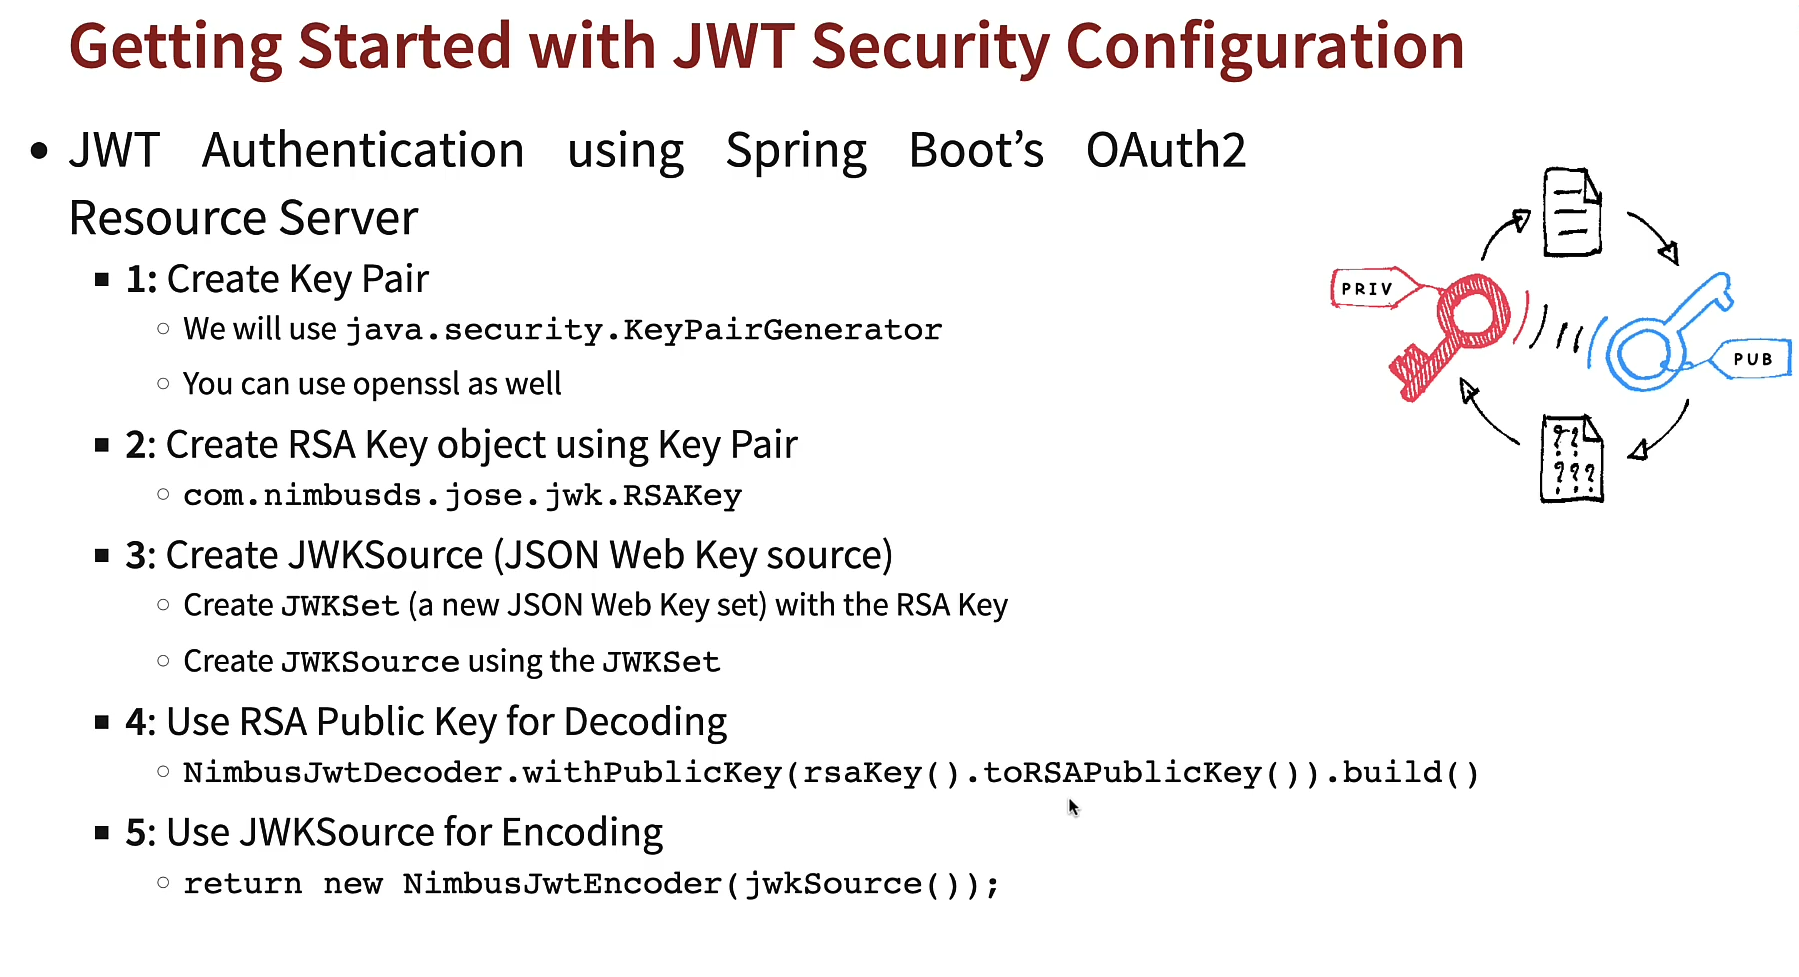 Getting Started with JWT Security Configuration
• JWT Authentication using Spring Boot’s OAuth2
Resource Server
▪ 1: Create Key Pair
○ We will use java.security.KeyPairGenerator
○ You can use openssl as well
▪ 2: Create RSA Key object using Key Pair
○ com.nimbusds.jose.jwk.RSAKey
▪ 3: Create JWKSource (JSON Web Key source)
○ Create JWKSet (a new JSON Web Key set) with the RSA Key
○ Create JWKSource using the JWKSet
▪ 4: Use RSA Public Key for Decoding
○ NimbusJwtDecoder.withPublicKey(rsaKey().toRSAPublicKey()).build()
▪ 5: Use JWKSource for Encoding
○ return new NimbusJwtEncoder(jwkSource());
PRIV
PUB
??
???